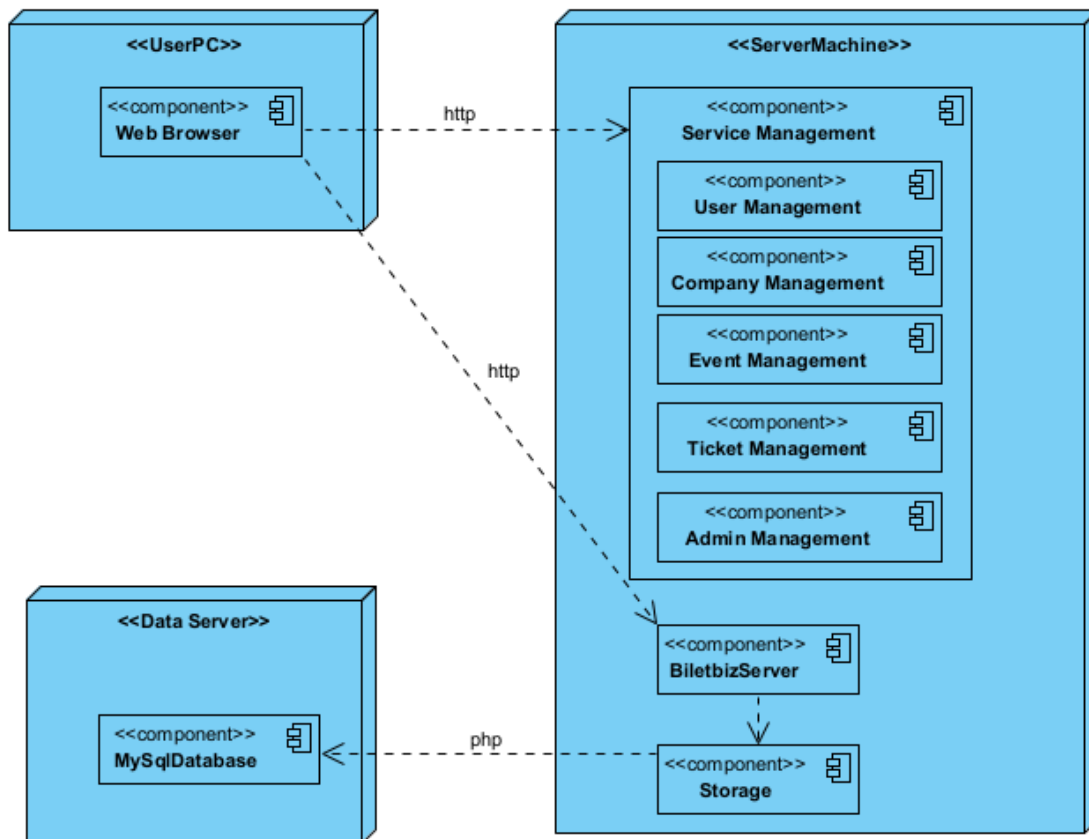 <<UserPC>>
<<component>>
Web Browser
http
http
<<ServerMachine>>
<<component>>
Service Management
<<component>>
User Management
<<component>>
Company Management
<<component>>
Event Management
<<component>>
Ticket Management
<<component>>
Admin Management
<<component>>
BiletbizServer
<<component>>
Storage
php
<<Data Server>>
<<component>>
MySqlDatabase